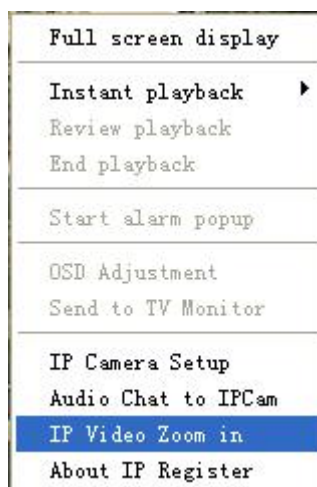 Full screen display
Instant playback
Review playback
End playback
Start alarm popup
OSD Adjustment
Send to TV Monitor
IP Camera Setup
Audio Chat to IPCam
IP Video Zoom in
About IP Register